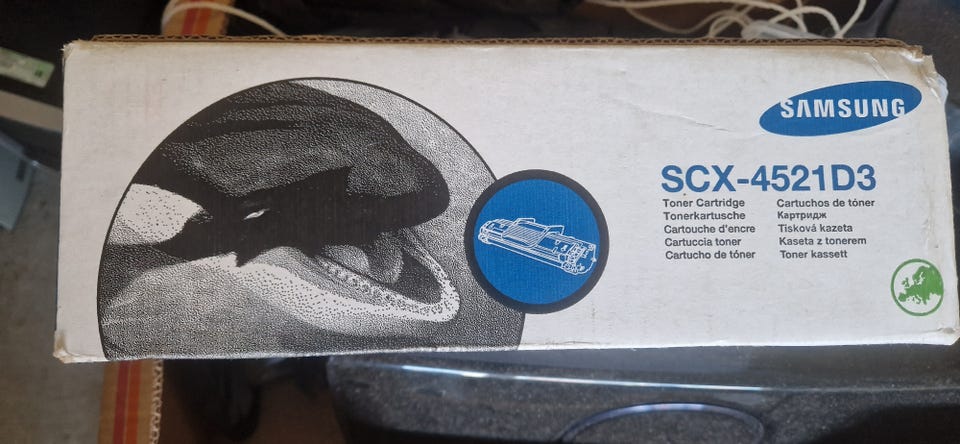 SAMSUNG
SCX-4521D3
Toner Cartridge
Tonerkartusche
Cartouche d'encre
Cartuccia toner
Cartucho de tóner
Cartuchos de tóner
Картридж
Tisková kazeta
Kaseta z tonerem
Toner kassett